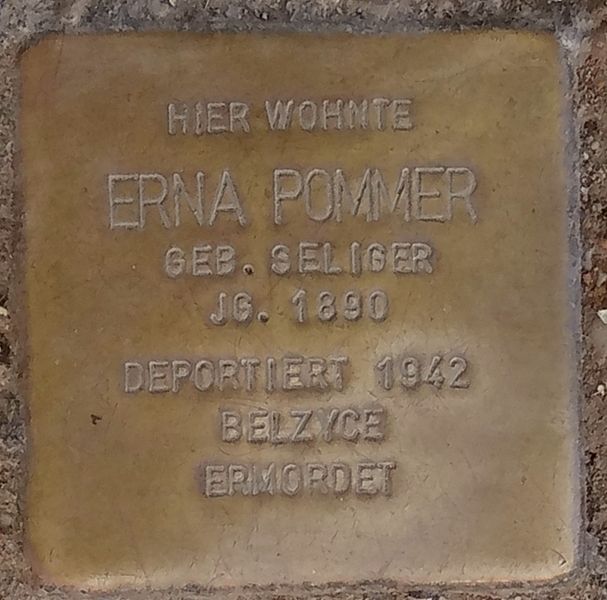 HIER WOHNTE
ERNA POMMER
GEB. SELIGER
JG. 1890
DEPORTIERT 1942
BELZYCE
ERMORDET